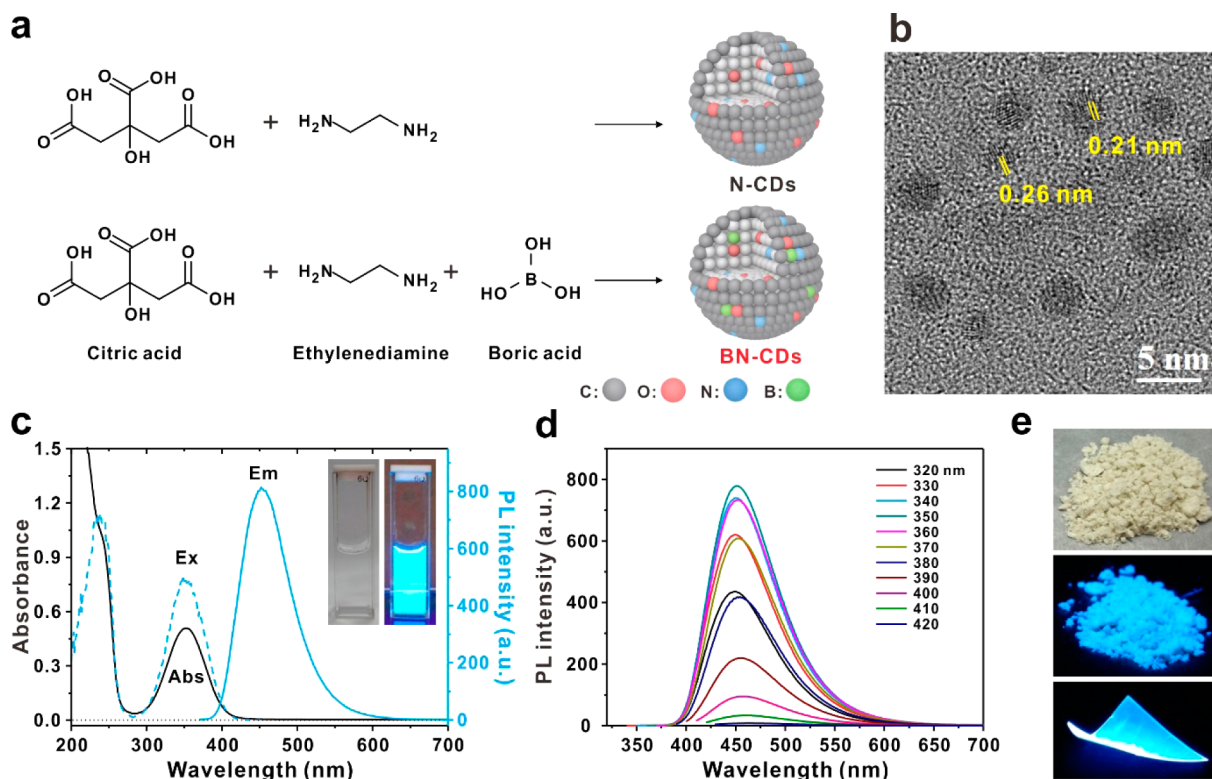 a
OH
O
O
OH
O
HO
OH
+
H2N
NH2
N-CDs
OH
O
O
OH
O
HO
OH
+
H2N
NH2
+
OH
B
HO
OH
BN-CDs
Citric acid
Ethylenediamine
Boric acid
C:
O:
N:
B:
b
0.21 nm
0.26 nm
5 nm
c
Absorbance
1.5
1.2
0.9
0.6
0.3
0.0
Em
Ex
Abs
PL intensity (a.u.)
800
600
400
200
0
200
300
400
500
600
700
Wavelength (nm)
d
PL intensity (a.u.)
800
600
400
200
0
320 nm
330
340
350
360
370
380
390
400
410
420
350
400
450
500
550
600
650
700
Wavelength (nm)
e